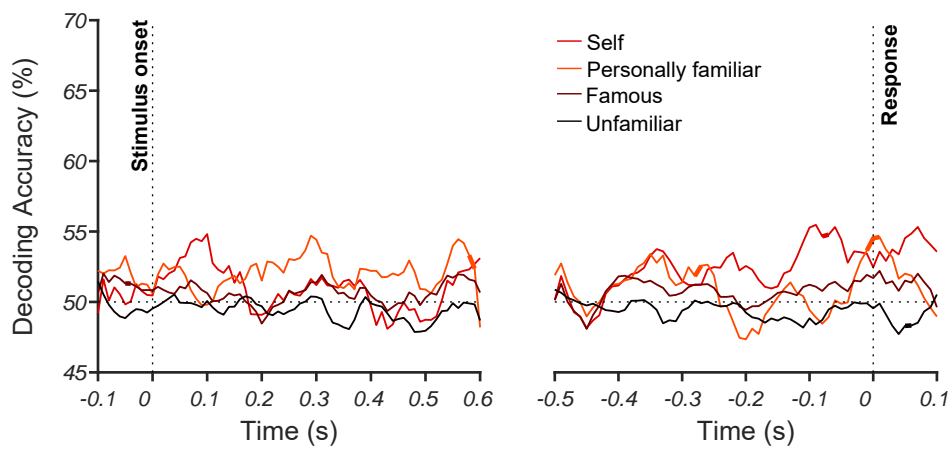 Decoding Accuracy (%)
70
65
60
55
50
45
Stimulus onset
-0.1 0 0.1 0.2 0.3 0.4 0.5 0.6
Time (s)
Self
Personally familiar
Famous
Unfamiliar
Response
-0.5 -0.4 -0.3 -0.2 -0.1 0 0.1
Time (s)